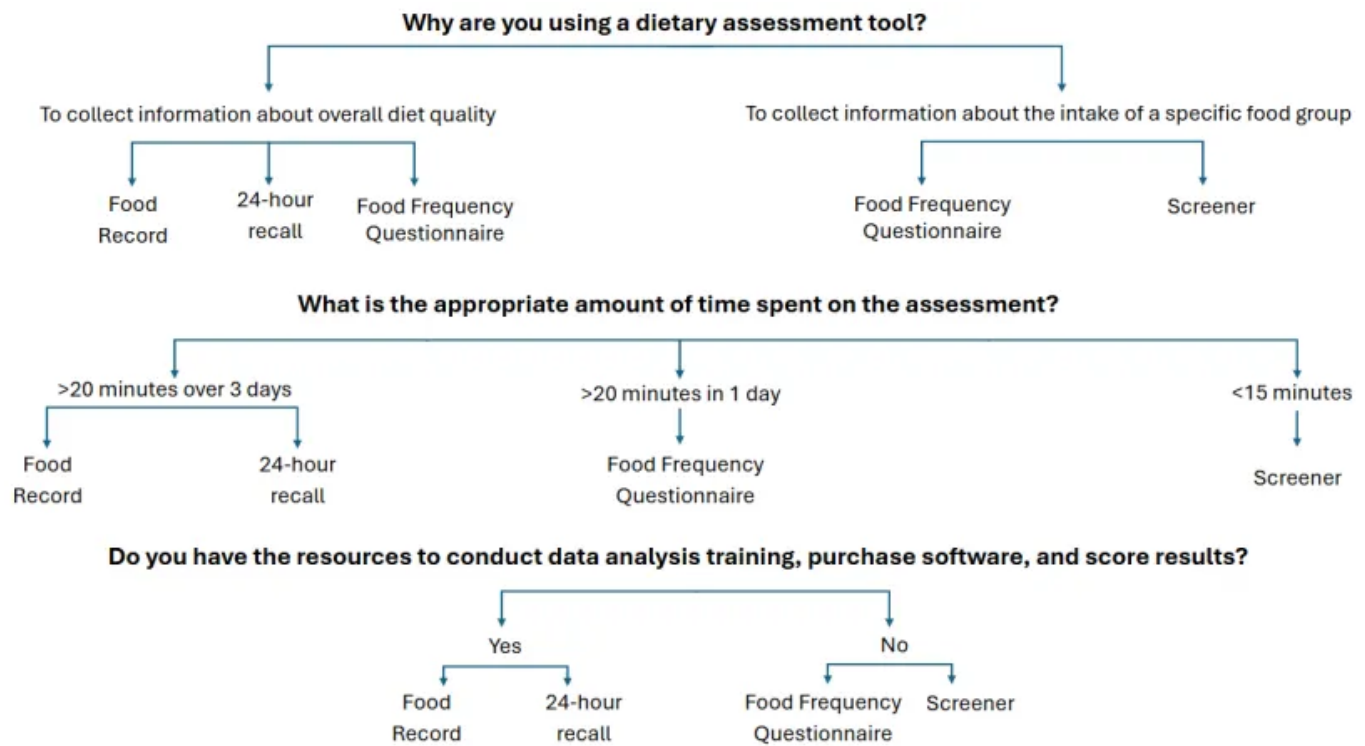 Why are you using a dietary assessment tool?
To collect information about overall diet quality
To collect information about the intake of a specific food group
Food
Record
24-hour
recall
Food Frequency
Questionnaire
Food Frequency
Questionnaire
Screener
What is the appropriate amount of time spent on the assessment?
>20 minutes over 3 days
>20 minutes in 1 day
<15 minutes
Food
Record
24-hour
recall
Food Frequency
Questionnaire
Screener
Do you have the resources to conduct data analysis training, purchase software, and score results?
Yes
No
Food
Record
24-hour
recall
Food Frequency
Questionnaire
Screener